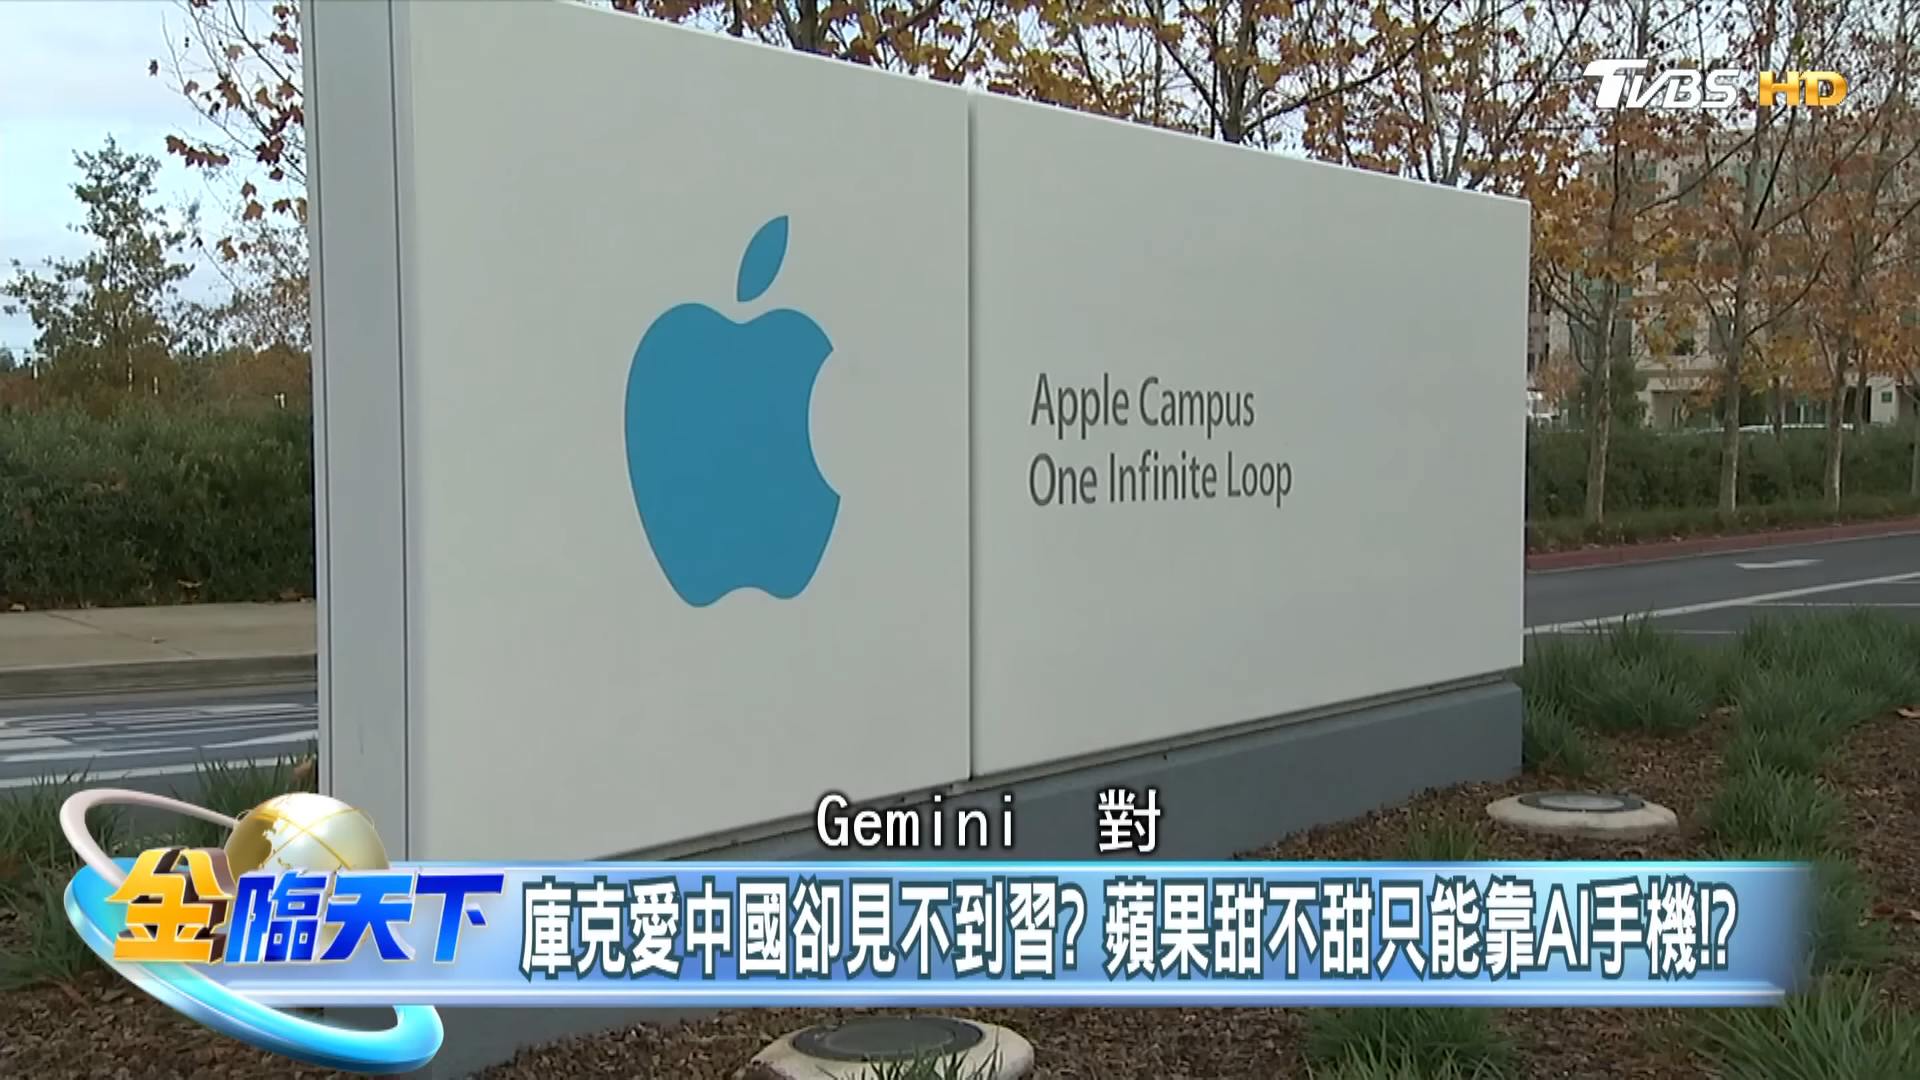 TVBS HD
Apple Campus
One Infinite Loop
Gemini 對
金臨天下
庫克愛中國卻見不到習? 蘋果甜不甜只能靠AI手機!?